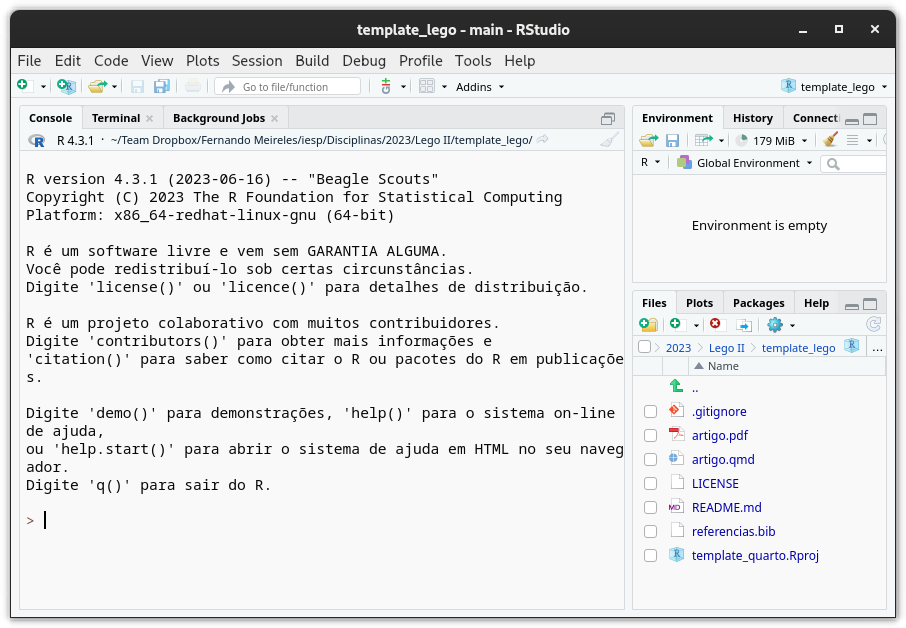 template_lego - main - RStudio
File Edit Code View Plots Session Build Debug Profile Tools Help
Go to file/function Addins template_lego
Console Terminal Background Jobs
R 4.3.1 · ~/Team Dropbox/Fernando Meireles/iesp/Disciplinas/2023/Lego II/template_lego/
R version 4.3.1 (2023-06-16) -- "Beagle Scouts"
Copyright (C) 2023 The R Foundation for Statistical Computing
Platform: x86_64-redhat-linux-gnu (64-bit)
R é um software livre e vem sem GARANTIA ALGUMA.
Você pode redistribuí-lo sob certas circunstâncias.
Digite 'license()' ou 'licence()' para detalhes de distribuição.
R é um projeto colaborativo com muitos contribuidores.
Digite 'contributors()' para obter mais informações e
'citation()' para saber como citar o R ou pacotes do R em publicaçõe
s.
Digite 'demo()' para demonstrações, 'help()' para o sistema on-line
de ajuda,
ou 'help.start()' para abrir o sistema de ajuda em HTML no seu naveg
ador.
Digite 'q()' para sair do R.
>
Environment History Connecti
179 MiB
R Global Environment
Environment is empty
Files Plots Packages Help
2023 Lego II template_lego ...
Name
..
.gitignore
artigo.pdf
artigo.qmd
LICENSE
MD README.md
referencias.bib
template_quarto.Rproj